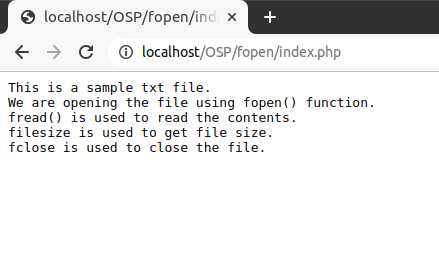 localhost/OSP/fopen/ind
localhost/OSP/fopen/index.php
This is a sample txt file.
We are opening the file using fopen() function.
fread() is used to read the contents.
filesize is used to get file size.
fclose is used to close the file.